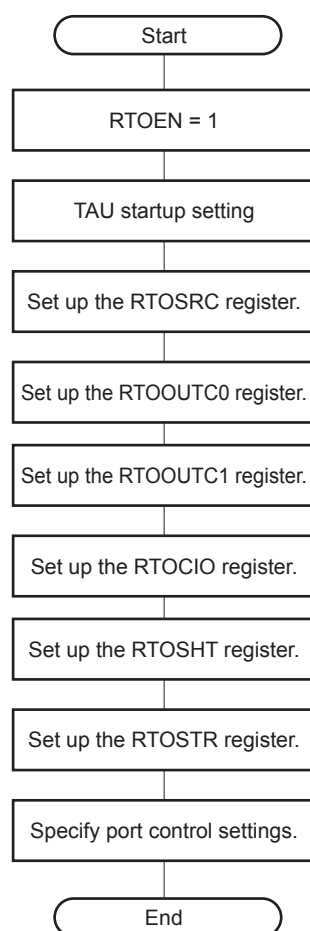 Start
RTOEN = 1
TAU startup setting
Set up the RTOSRC register.
Set up the RTOOUTC0 register.
Set up the RTOOUTC1 register.
Set up the RTOCIO register.
Set up the RTOSHT register.
Set up the RTOSTR register.
Specify port control settings.
End